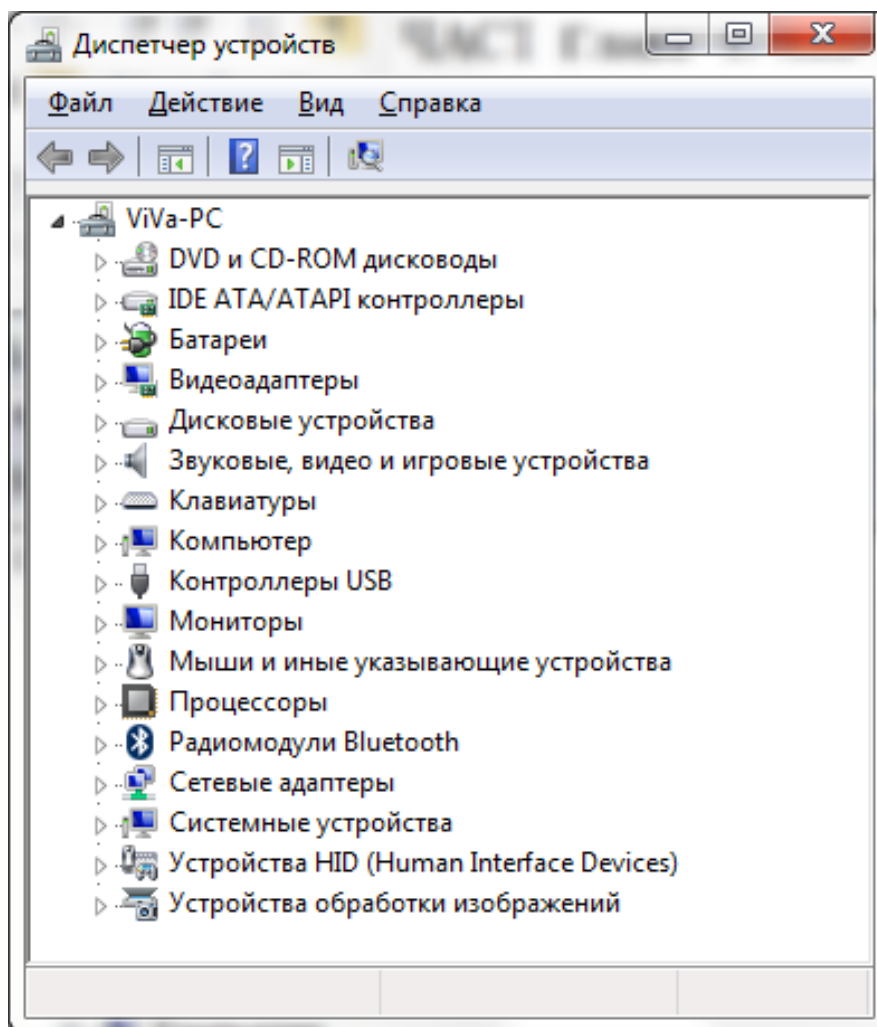 Диспетчер устройств
Файл Действие Вид Справка
ViVa-PC
DVD и CD-ROM дисководы
IDE ATA/ATAPI контроллеры
Батареи
Видеоадаптеры
Дисковые устройства
Звуковые, видео и игровые устройства
Клавиатуры
Компьютер
Контроллеры USB
Мониторы
Мыши и иные указывающие устройства
Процессоры
Радиомодули Bluetooth
Сетевые адаптеры
Системные устройства
Устройства HID (Human Interface Devices)
Устройства обработки изображений